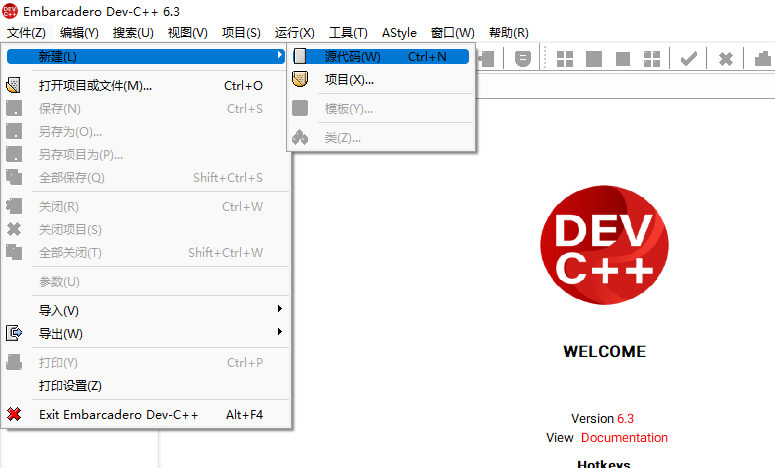 Embarcadero Dev-C++ 6.3
文件(Z) 编辑(Y) 搜索(U) 视图(V) 项目(S) 运行(X) 工具(T) AStyle 窗口(W) 帮助(R)
新建(L)
源代码(W) Ctrl+N
项目(X)...
打开项目或文件(M)... Ctrl+O
保存(N) Ctrl+S
模板(Y)...
另存为(O)...
类(Z)...
另存项目为(P)...
全部保存(Q) Shift+Ctrl+S
关闭(R) Ctrl+W
关闭项目(S)
全部关闭(T) Shift+Ctrl+W
参数(U)
导入(V)
导出(W)
打印(Y) Ctrl+P
打印设置(Z)
Exit Embarcadero Dev-C++ Alt+F4
DEV
C++
WELCOME
Version 6.3
View Documentation
Hotkeys